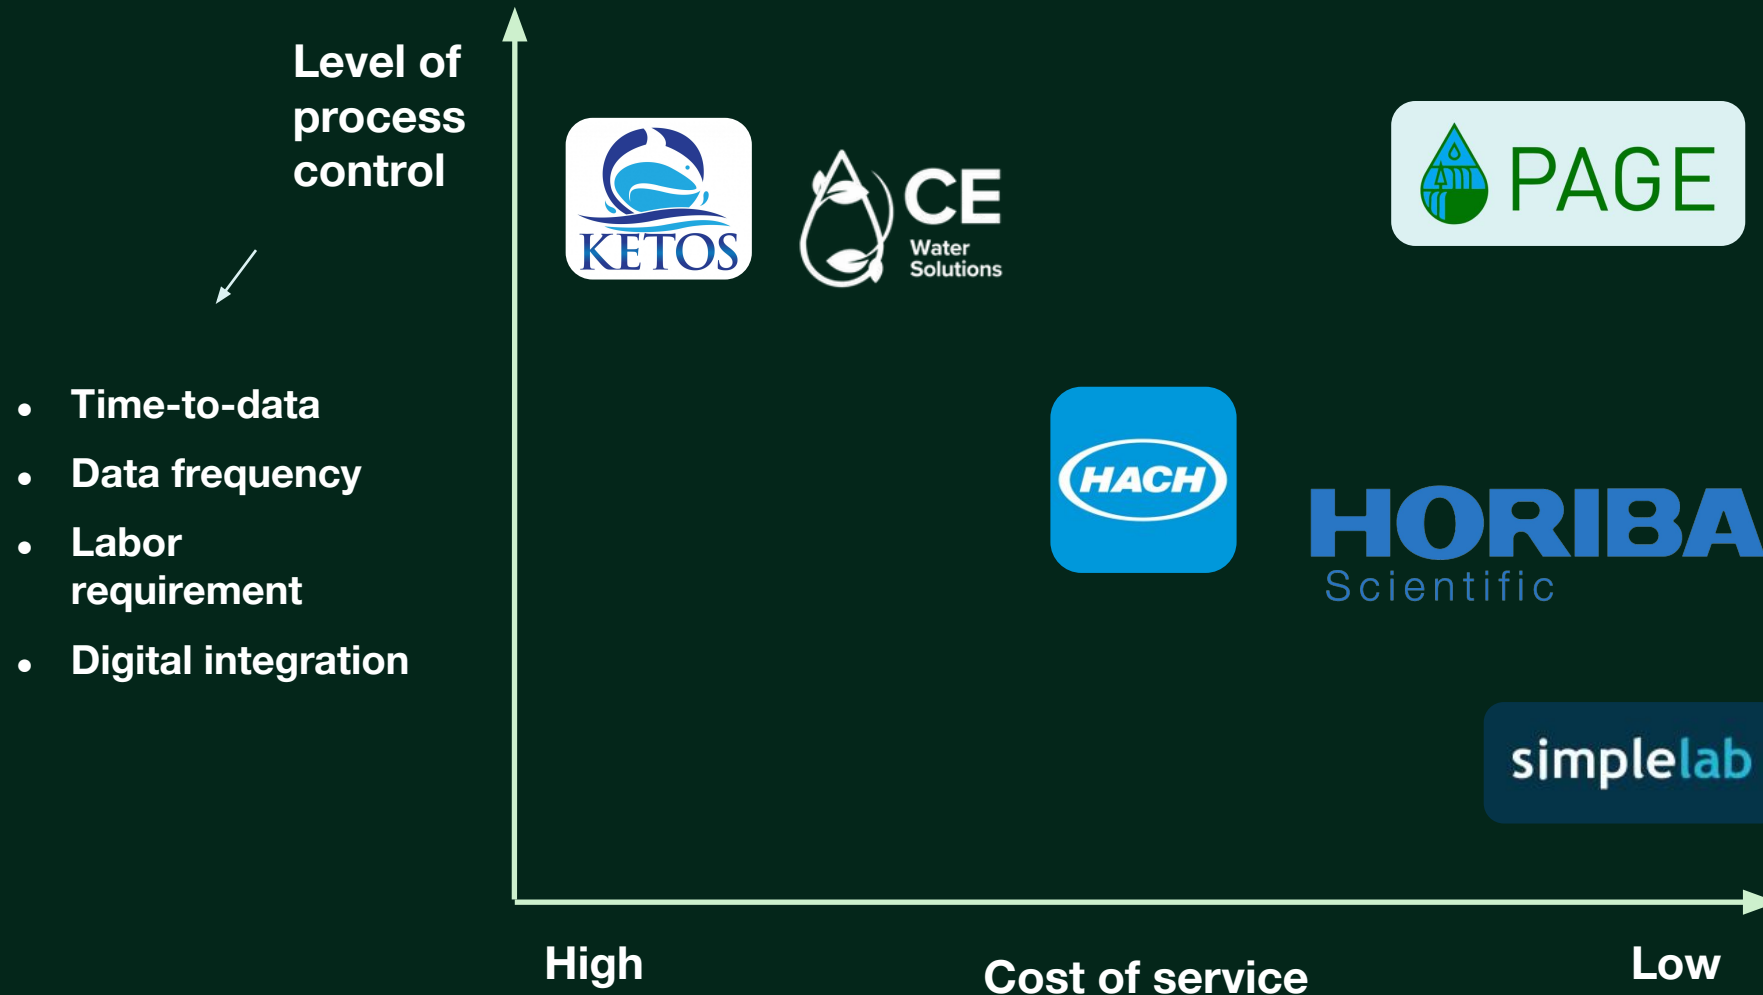 Level of
process
control
KETOS
CE
Water
Solutions
PAGE
• Time-to-data
• Data frequency
• Labor
requirement
• Digital integration
HACH
HORIBA
Scientific
simplelab
High
Cost of service
Low